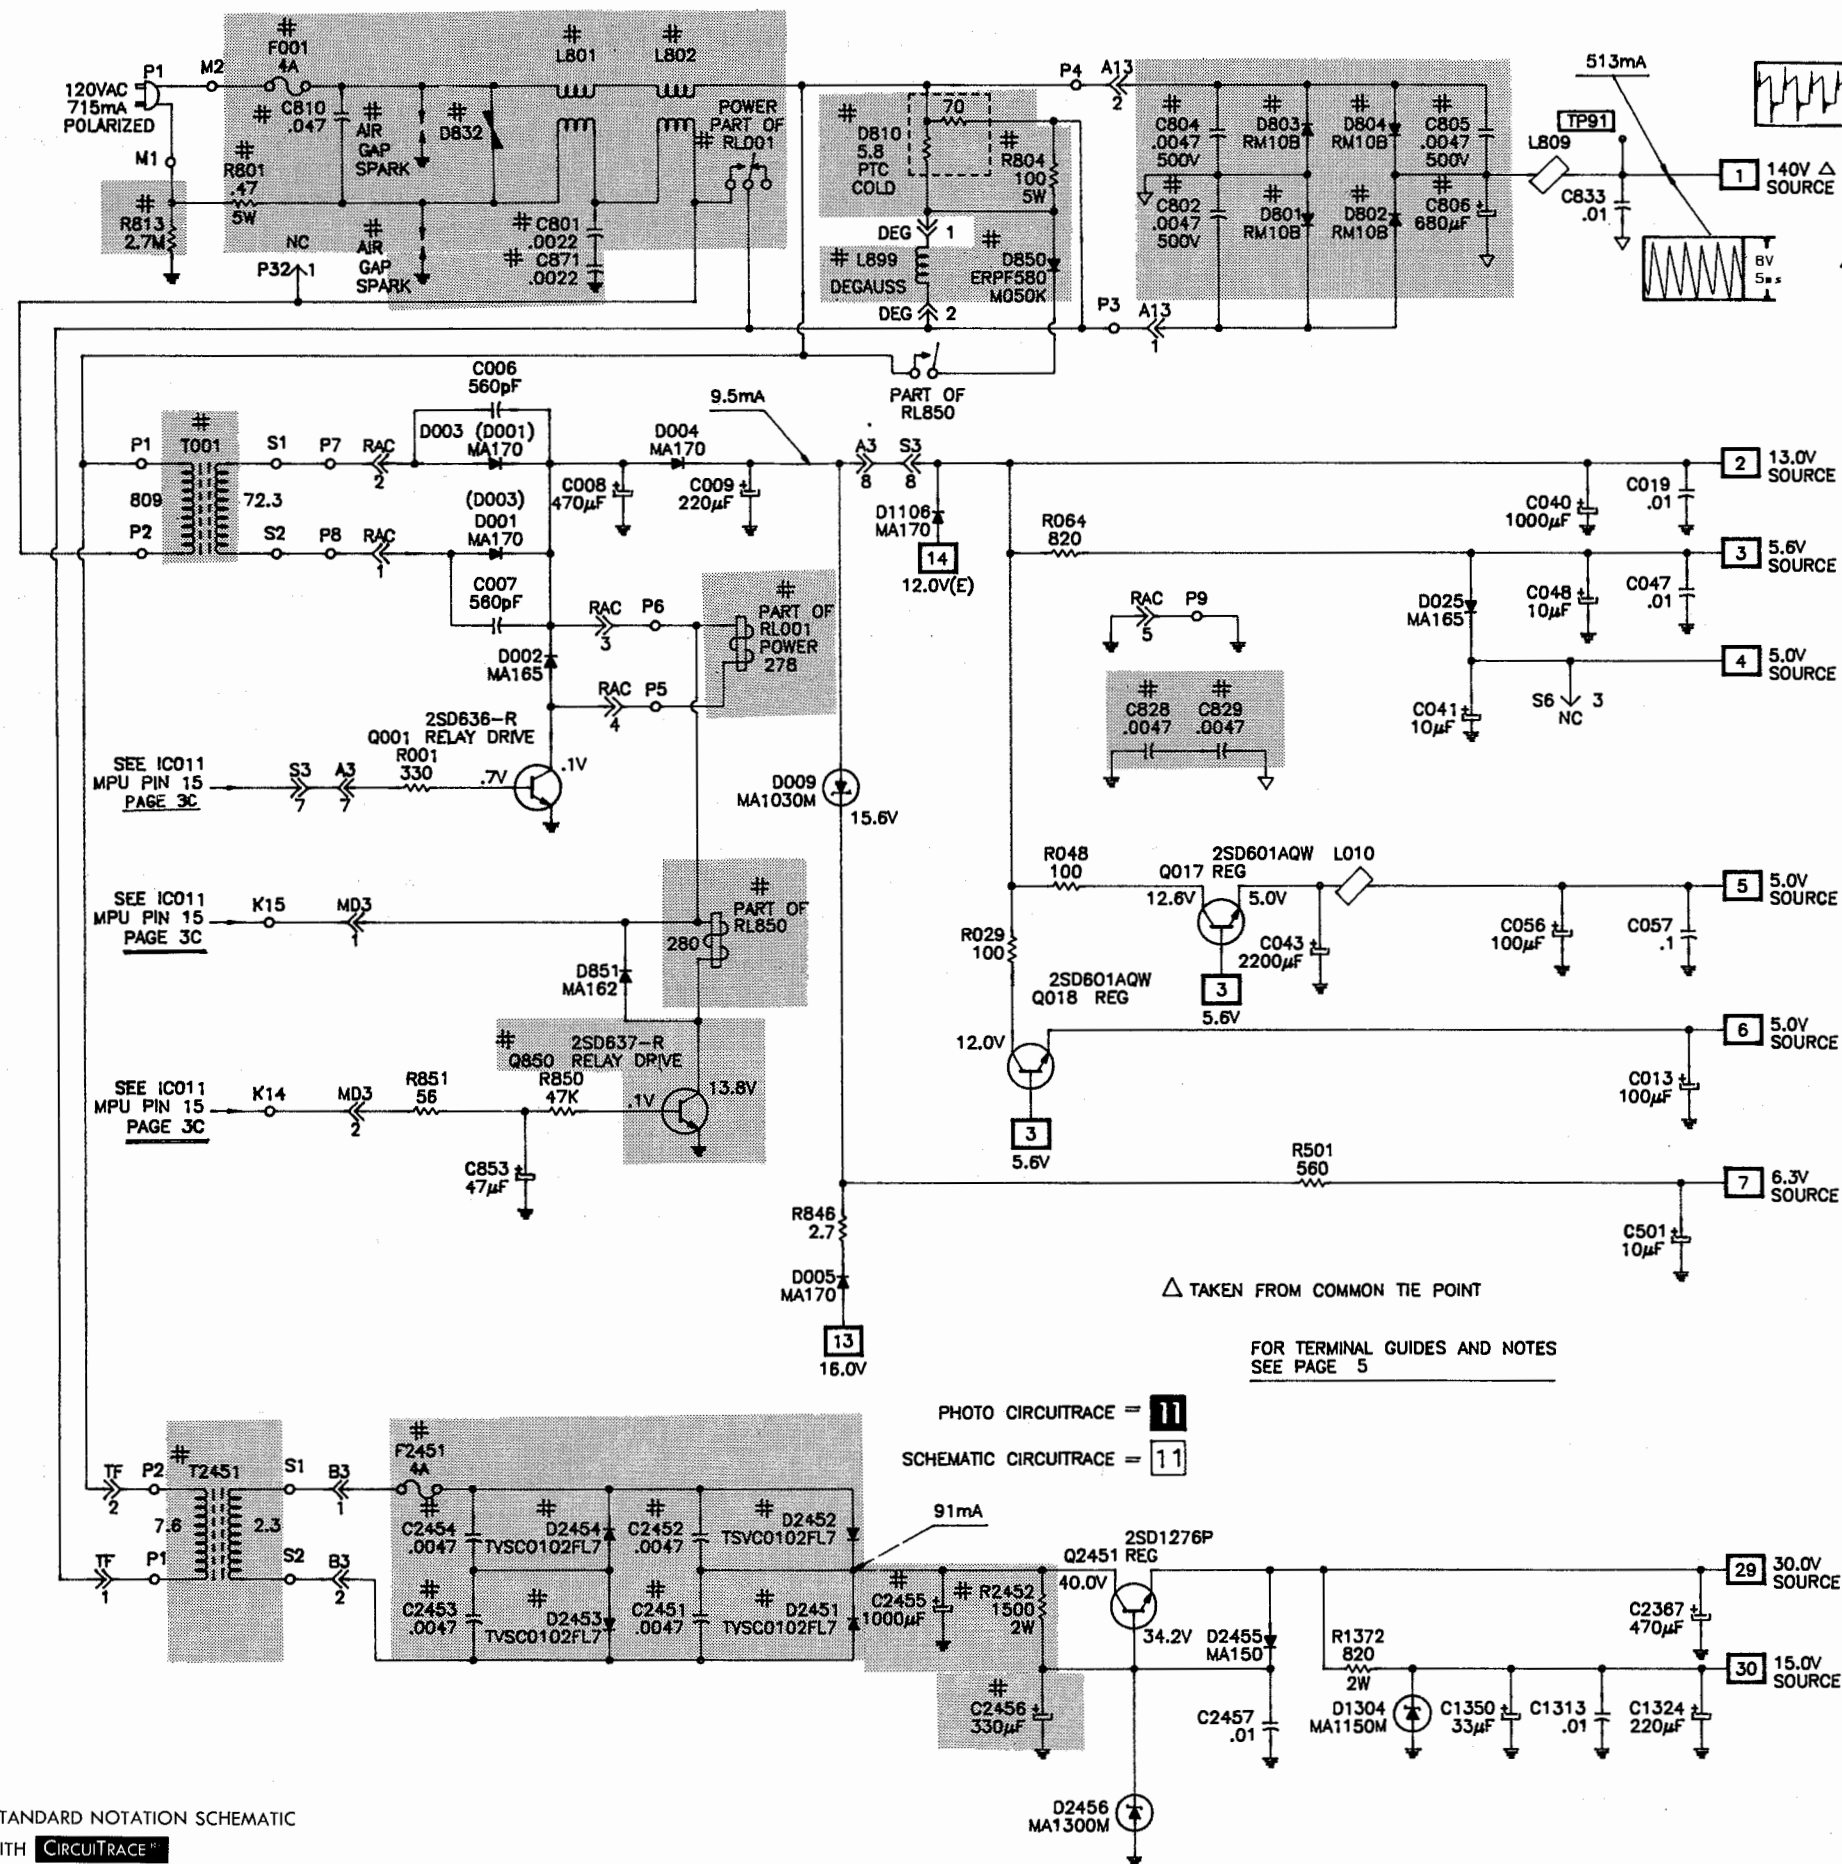 F001
4A
L801
L802
P1
M2
120VAC
715mA
POLARIZED
C810
.047
AIR
GAP
SPARK
D832
POWER
PART OF
RL001
M1
R801
.47
5W
R813
2.7M
NC
P32
1
AIR
GAP
SPARK
C801
.0022
C871
.0022
70
D810
5.8
PTC
COLD
R804
100
5W
DEG
1
L899
DEGAUSS
D850
ERPF580
M050K
DEG
2
P4
A13
2
C804
.0047
500V
D803
RM10B
D804
RM10B
C805
.0047
500V
C802
.0047
500V
D801
RM10B
D802
RM10B
C806
680µF
P3
A13
1
513mA
TP91
L809
C833
.01
1
140V △
SOURCE
8V
5ms
PART OF
RL850
C006
560pF
9.5mA
T001
P1
S1
P7
RAC
2
D003 (D001)
MA170
D004
MA170
809
72.3
C008
470µF
C009
220µF
A3
8
S3
8
(D003)
D001
MA170
P2
S2
P8
RAC
1
D1106
MA170
14
12.0V(E)
2
13.0V
SOURCE
C040
1000µF
C019
.01
R064
820
3
5.6V
SOURCE
C007
560pF
RAC
3
P6
PART OF
RL001
POWER
278
D002
MA165
RAC
4
P5
RAC
5
P9
D025
MA165
C048
10µF
C047
.01
4
5.0V
SOURCE
S6
3
NC
C041
10µF
C828
.0047
C829
.0047
2SD636-R
Q001 RELAY DRIVE
R001
330
.1V
.7V
SEE IC011
MPU PIN 15
PAGE 3C
S3
7
A3
7
D009
MA1030M
15.6V
R048
100
2SD601AQW
Q017 REG
12.6V
5.0V
L010
5
5.0V
SOURCE
SEE IC011
MPU PIN 15
PAGE 3C
K15
MD3
1
PART OF
RL850
280
D851
MA162
R029
100
C043
2200µF
C056
100µF
C057
.1
3
5.6V
2SD601AQW
Q018 REG
12.0V
6
5.0V
SOURCE
C013
100µF
3
5.6V
2SD637-R
Q850 RELAY DRIVE
13.8V
SEE IC011
MPU PIN 15
PAGE 3C
K14
MD3
2
R851
56
R850
47K
.1V
C853
47µF
R501
560
7
6.3V
SOURCE
R846
2.7
C501
10µF
D005
MA170
13
16.0V
△ TAKEN FROM COMMON TIE POINT
FOR TERMINAL GUIDES AND NOTES
SEE PAGE 5
PHOTO CIRCUITRACE = 11
SCHEMATIC CIRCUITRACE = 11
TF
2
P2
T2451
S1
B3
1
F2451
4A
7.6
2.3
TF
1
P1
S2
B3
2
C2454
.0047
D2454
TVSC0102FL7
C2452
.0047
D2452
TSVC0102FL7
C2453
.0047
D2453
TVSC0102FL7
C2451
.0047
D2451
TVSC0102FL7
91mA
C2455
1000µF
R2452
1500
2W
2SD1276P
Q2451 REG
40.0V
34.2V
C2456
330µF
D2455
MA150
C2457
.01
R1372
820
2W
D1304
MA1150M
C1350
33µF
C1313
.01
C1324
220µF
29
30.0V
SOURCE
C2367
470µF
30
15.0V
SOURCE
D2456
MA1300M
TANDARD NOTATION SCHEMATIC
ITH CIRCUITRACE